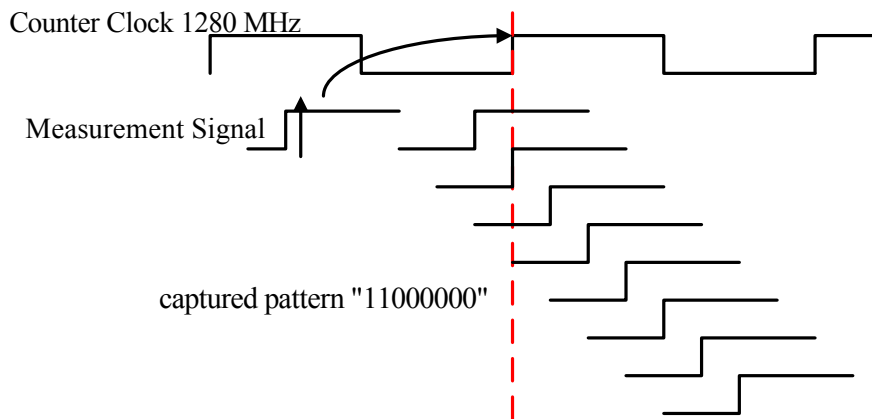 Counter Clock 1280 MHz
Measurement Signal
captured pattern "11000000"